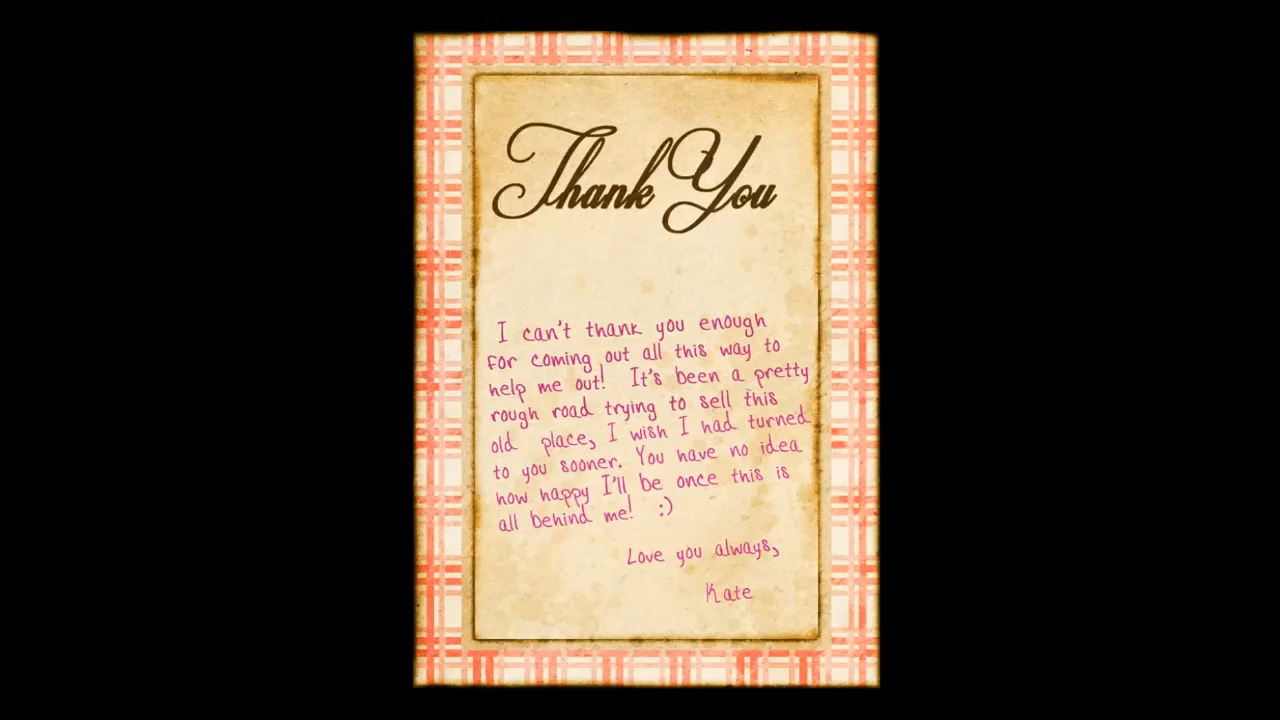 Thank You
I can't thank you enough
for coming out all this way to
help me out! It's been a pretty
rough road trying to sell this
old place, I wish I had turned
to you sooner. You have no idea
how happy I'll be once this is
all behind me! :)
Love you always,
Kate